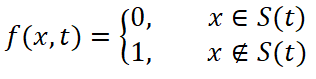 f(x,t) = {0, x ∈ S(t)
1, x ∉ S(t)